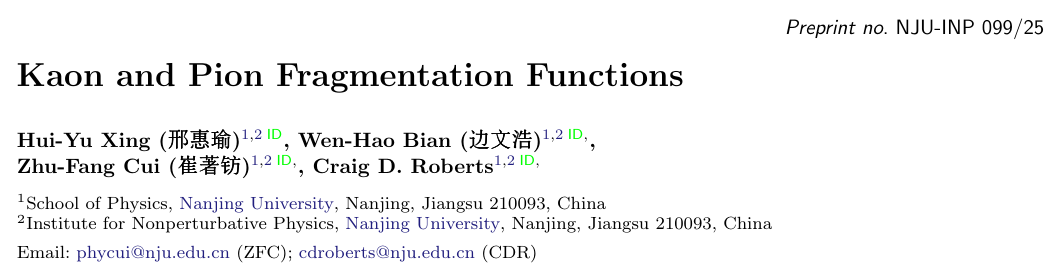 Preprint no. NJU-INP 099/25
Kaon and Pion Fragmentation Functions
Hui-Yu Xing (邢惠瑜)1,2 ID, Wen-Hao Bian (边文浩)1,2 ID,,
Zhu-Fang Cui (崔著钫)1,2 ID,, Craig D. Roberts1,2 ID,
1School of Physics, Nanjing University, Nanjing, Jiangsu 210093, China
2Institute for Nonperturbative Physics, Nanjing University, Nanjing, Jiangsu 210093, China
Email: phycui@nju.edu.cn (ZFC); cdroberts@nju.edu.cn (CDR)